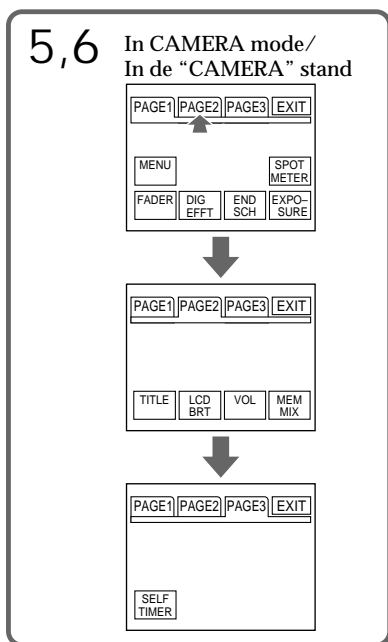 5,6 In CAMERA mode/
In de “CAMERA” stand
PAGE1 PAGE2 PAGE3 EXIT
MENU SPOT
METER
FADER DIG
EFFT END
SCH EXPO–
SURE
PAGE1 PAGE2 PAGE3 EXIT
TITLE LCD
BRT VOL MEM
MIX
PAGE1 PAGE2 PAGE3 EXIT
SELF
TIMER